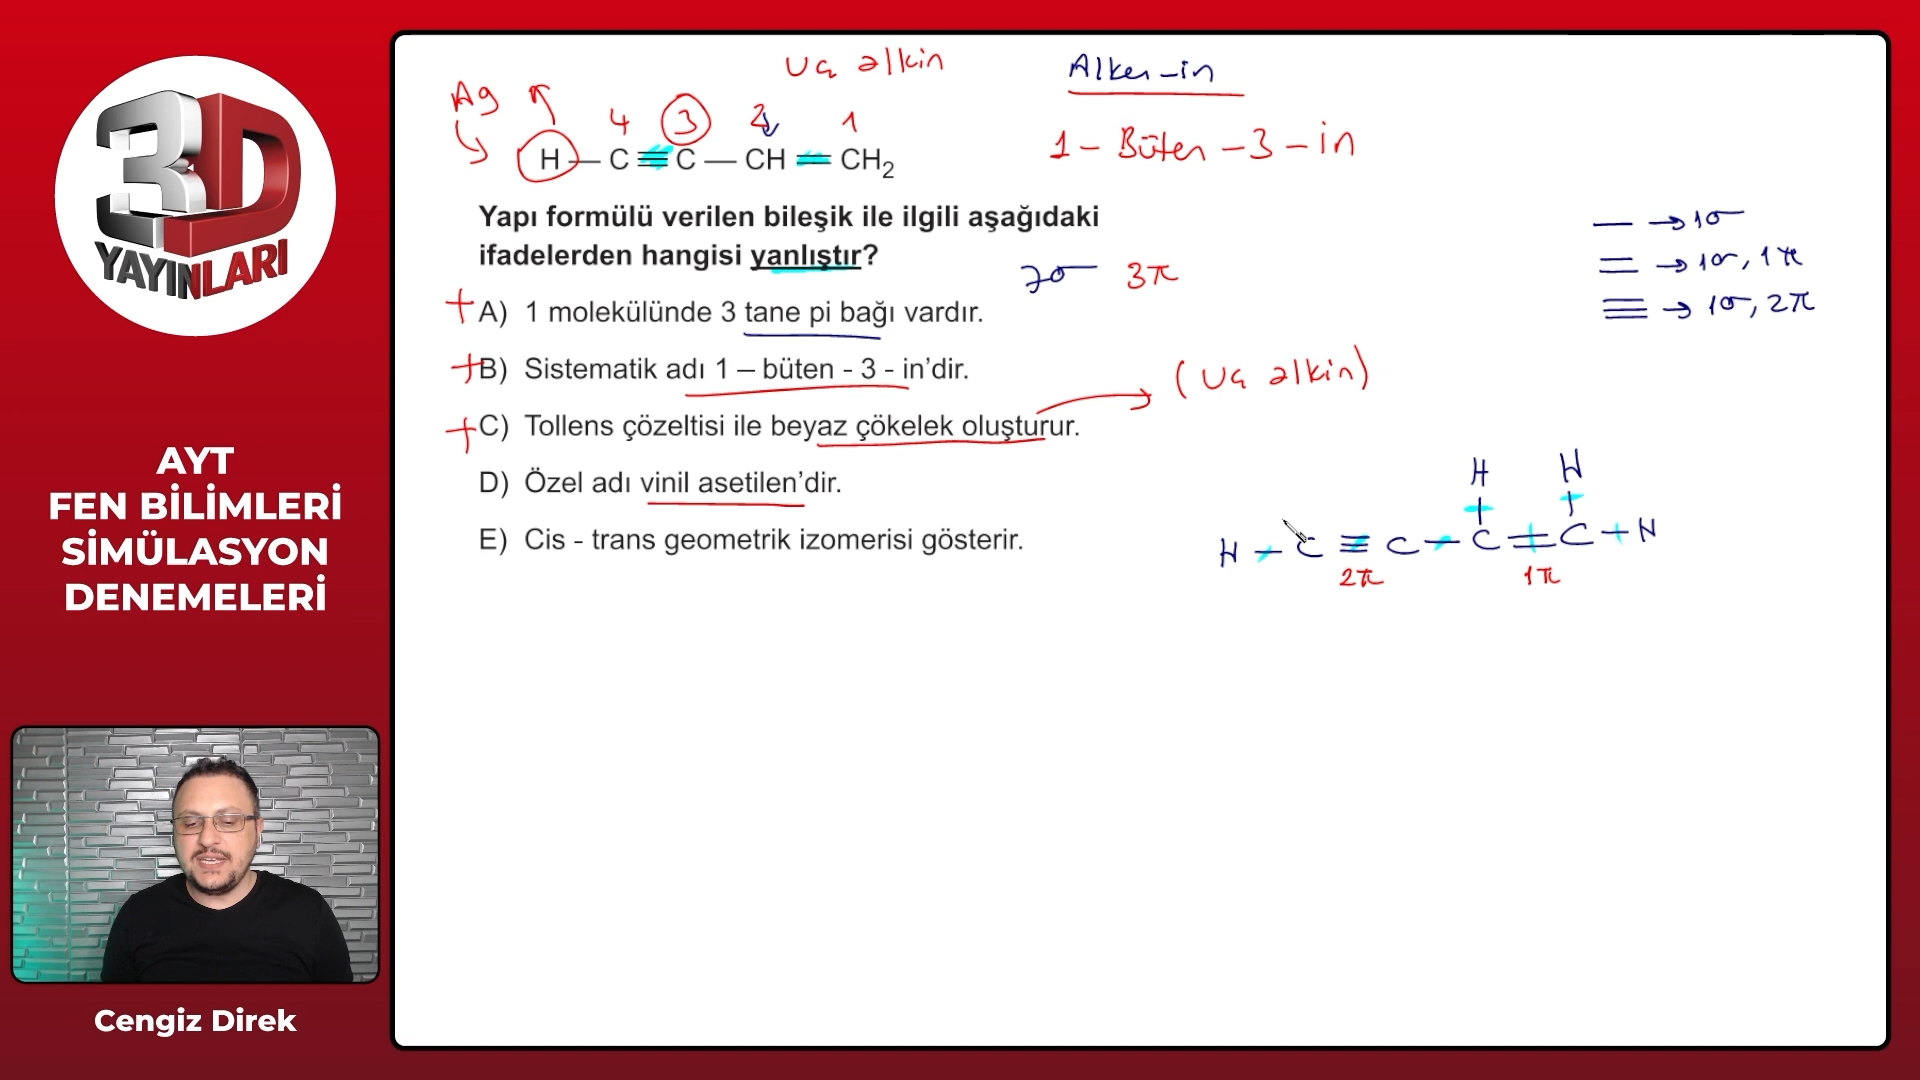 3D
YAYINLARI
AYT
FEN BİLİMLERİ
SİMÜLASYON
DENEMELERİ
Cengiz Direk
Uç alkin
Alken-in
Ag
4 3 2 1
H — C ≡ C — CH = CH₂
1 - Büten - 3 - in
Yapı formülü verilen bileşik ile ilgili aşağıdaki
ifadelerden hangisi yanlıştır?
7σ 3π
— → 1σ
= → 1σ, 1π
≡ → 1σ, 2π
A) 1 molekülünde 3 tane pi bağı vardır.
B) Sistematik adı 1 – büten - 3 - in’dir.
C) Tollens çözeltisi ile beyaz çökelek oluşturur.
(Uç alkin)
D) Özel adı vinil asetilen’dir.
E) Cis - trans geometrik izomerisi gösterir.
H H
H — C ≡ C — C = C — H
2π 1π